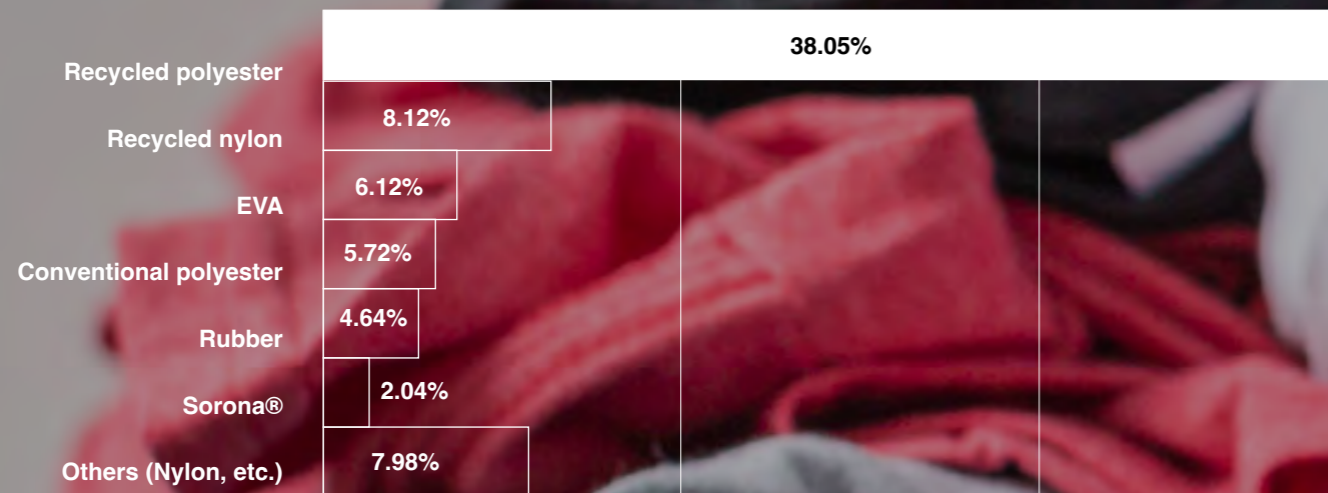 38.05%
Recycled polyester
8.12%
Recycled nylon
6.12%
EVA
5.72%
Conventional polyester
4.64%
Rubber
2.04%
Sorona®
7.98%
Others (Nylon, etc.)